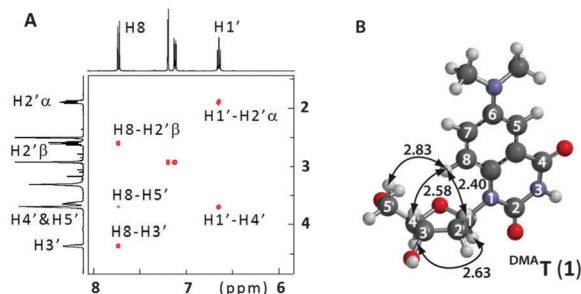 A
H8
H1'
B
H2'α
H2'β
H4'&H5'
H3'
H8-H2'β
H1'-H2'α
H8-H5'
H1'-H4'
H8-H3'
2
3
4
8
7
(ppm)
6
6
7
5
8
4
1
3
2
2.83
2.58
2.40
5
4
3
2'
2.63
DMAT (1)